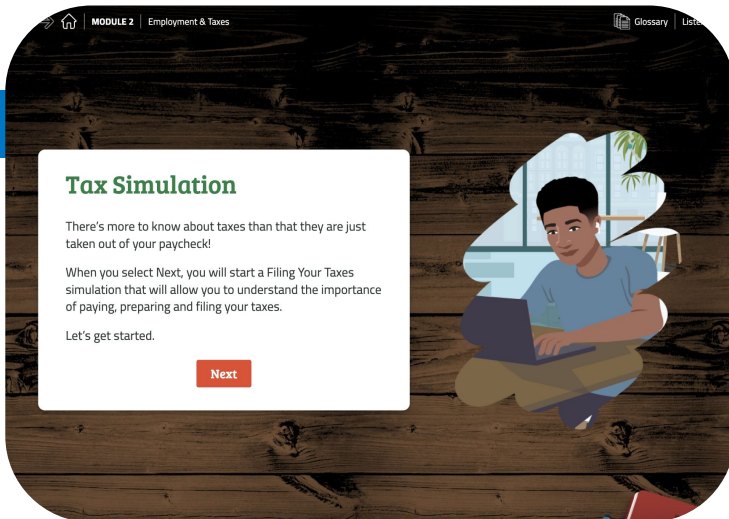 MODULE 2 | Employment & Taxes
Glossary
Tax Simulation
There's more to know about taxes than that they are just
taken out of your paycheck!
When you select Next, you will start a Filing Your Taxes
simulation that will allow you to understand the importance
of paying, preparing and filing your taxes.
Let's get started.
Next